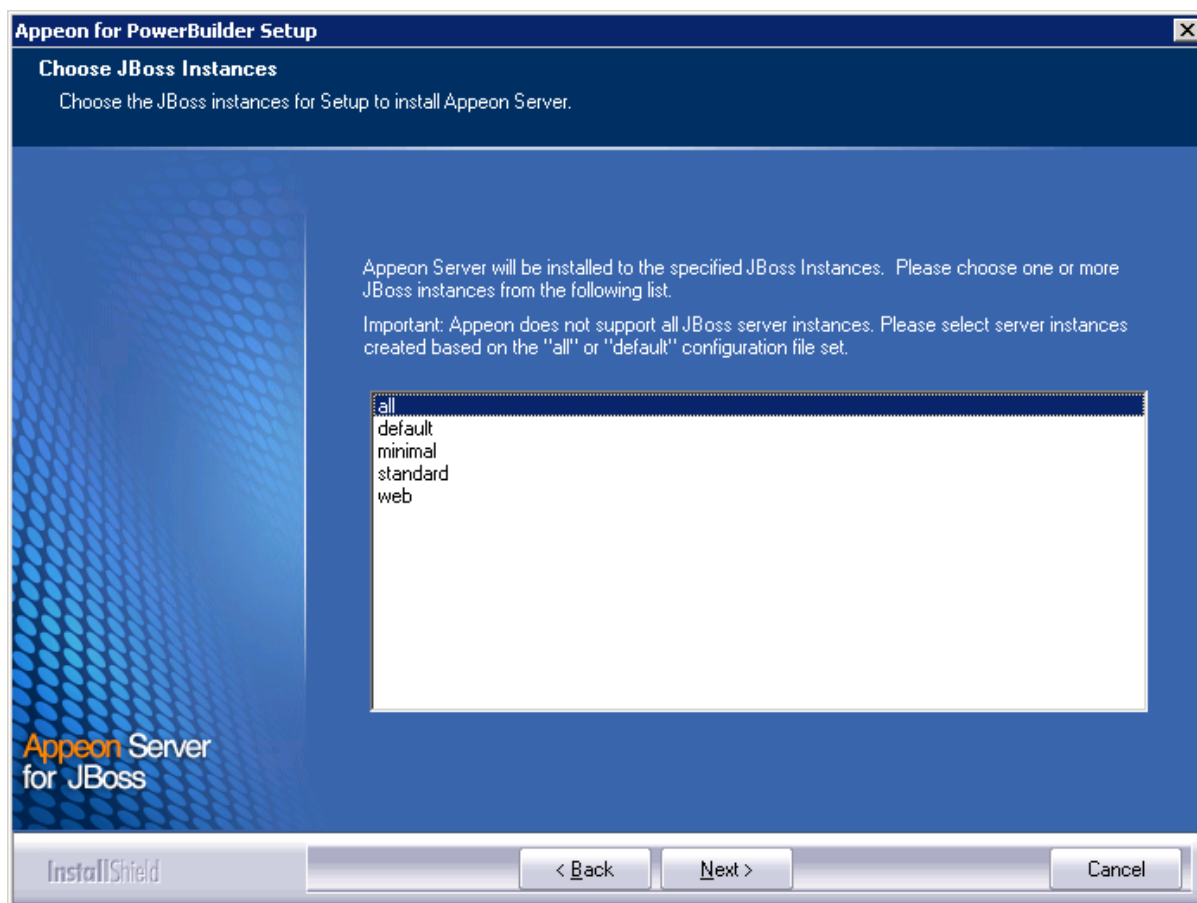 Appeon for PowerBuilder Setup
Choose JBoss Instances
Choose the JBoss instances for Setup to install Appeon Server.
Appeon Server will be installed to the specified JBoss Instances.  Please choose one or more
JBoss instances from the following list.
Important: Appeon does not support all JBoss server instances. Please select server instances
created based on the "all" or "default" configuration file set.
all
default
minimal
standard
web
Appeon Server
for JBoss
InstallShield
< Back
Next >
Cancel